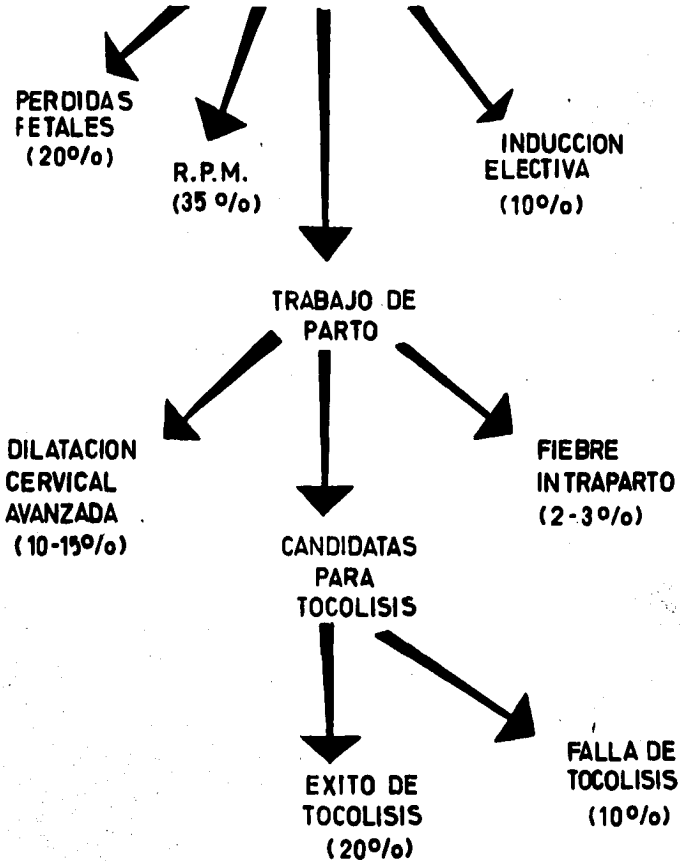 PERDIDAS
FETALES
(20%)
R.P.M.
(35 %)
INDUCCION
ELECTIVA
(10%)
TRABAJO DE
PARTO
DILATACION
CERVICAL
AVANZADA
(10-15%)
FIEBRE
INTRAPARTO
(2-3%)
CANDIDATAS
PARA
TOCOLISIS
EXITO DE
TOCOLISIS
(20%)
FALLA DE
TOCOLISIS
(10%)